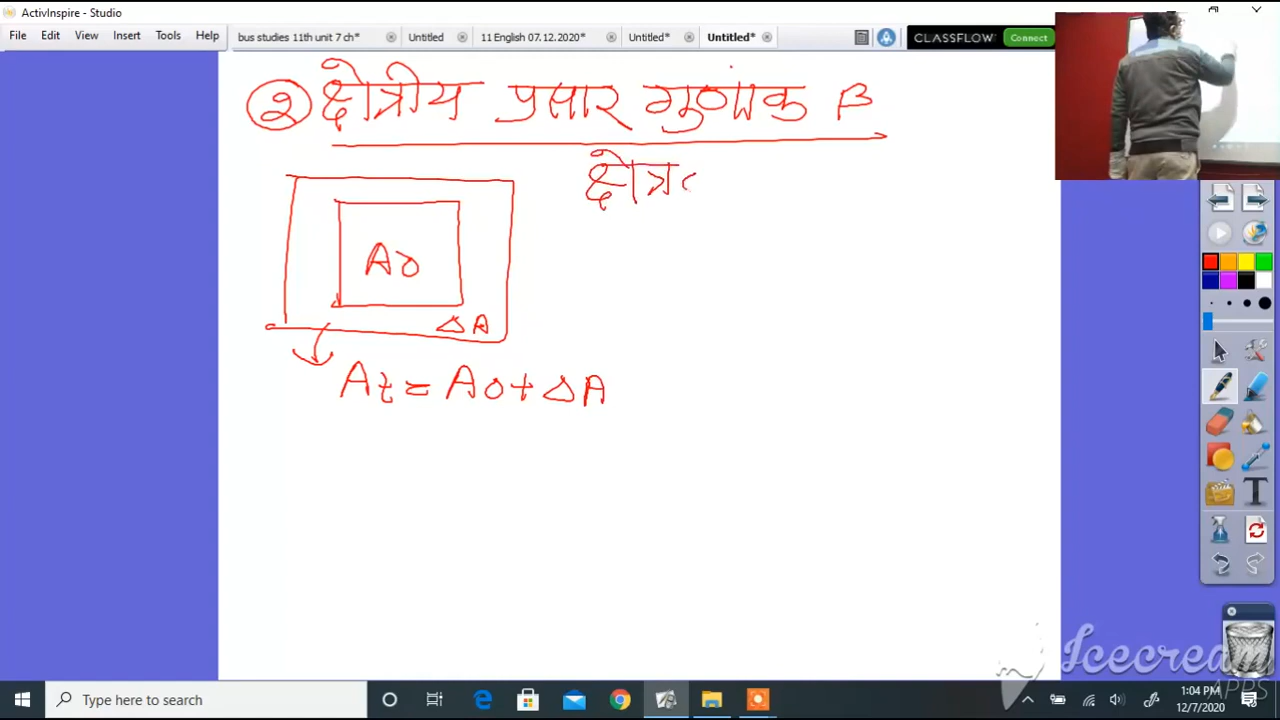 ActivInspire - Studio
File Edit View Insert Tools Help
bus studies 11th unit 7 ch* Untitled 11 English 07.12.2020* Untitled* Untitled*
CLASSFLOW Connect
२ क्षेत्रीय प्रसार गुणांक β
क्षेत्र
A0
ΔA
At = A0 + ΔA
T
Icecream
APPS
Type here to search
1:04 PM
12/7/2020